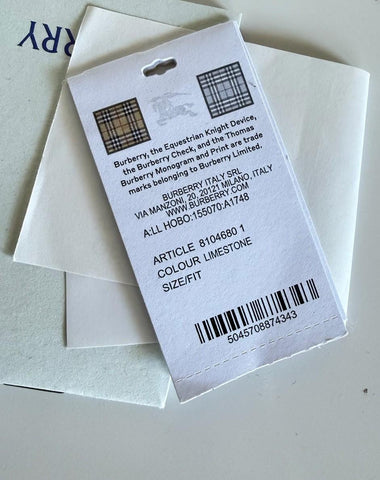 RRY
Burberry, the Equestrian Knight Device,
the Burberry Check, and the Thomas
Burberry Monogram and Print are trade
marks belonging to Burberry Limited.
BURBERRY ITALY SRL
VIA MANZONI, 20, 20121 MILANO, ITALY
WWW.BURBERRY.COM
A:LL HOBO:155070:A1748
ARTICLE 8104680 1
COLOUR LIMESTONE
SIZE/FIT
5045708874343